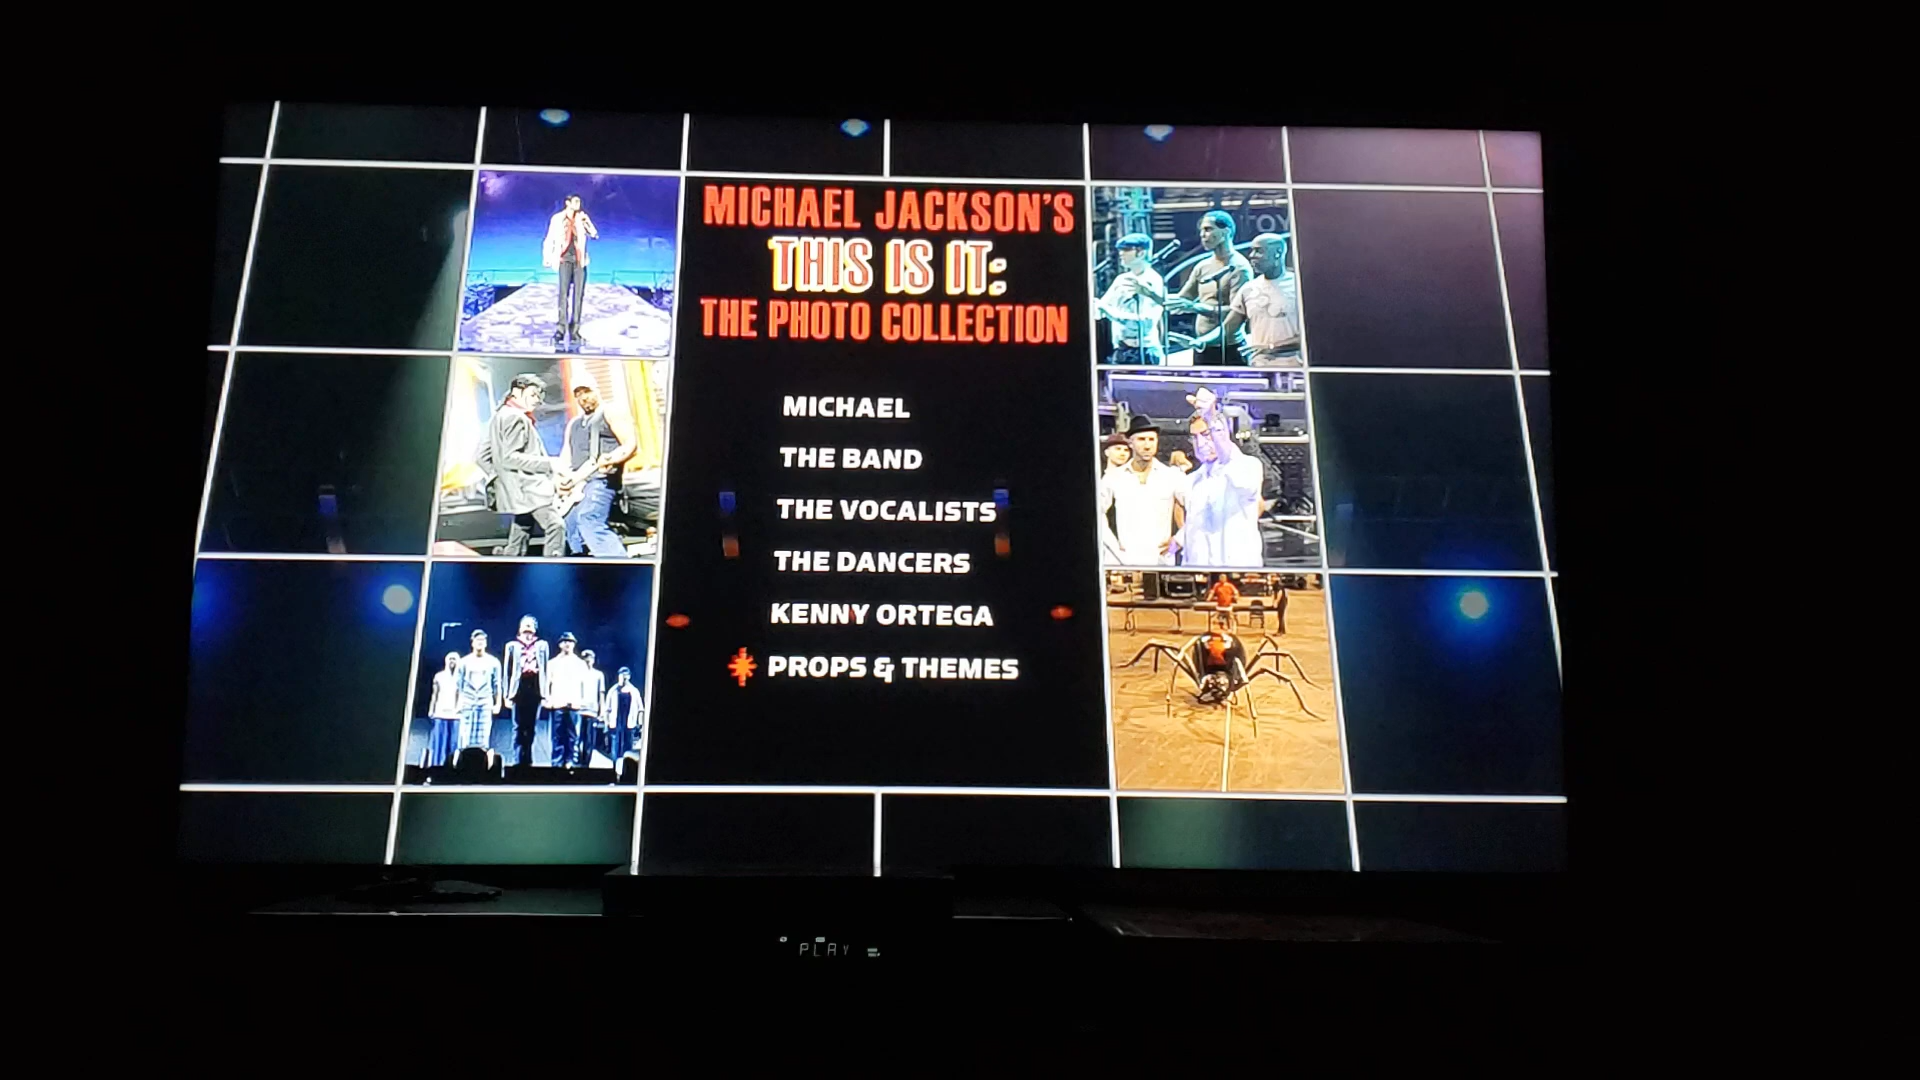 MICHAEL JACKSON'S
THIS IS IT:
THE PHOTO COLLECTION
MICHAEL
THE BAND
THE VOCALISTS
THE DANCERS
KENNY ORTEGA
PROPS & THEMES
PLAY